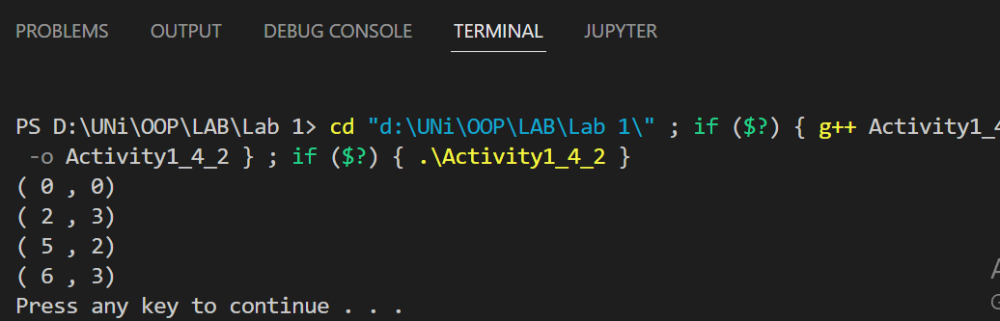 PROBLEMS OUTPUT DEBUG CONSOLE TERMINAL JUPYTER
PS D:\UNi\OOP\LAB\Lab 1> cd "d:\UNi\OOP\LAB\Lab 1\" ; if ($?) { g++ Activity1_4
-o Activity1_4_2 } ; if ($?) { .\Activity1_4_2 }
( 0 , 0)
( 2 , 3)
( 5 , 2)
( 6 , 3)
Press any key to continue . . .